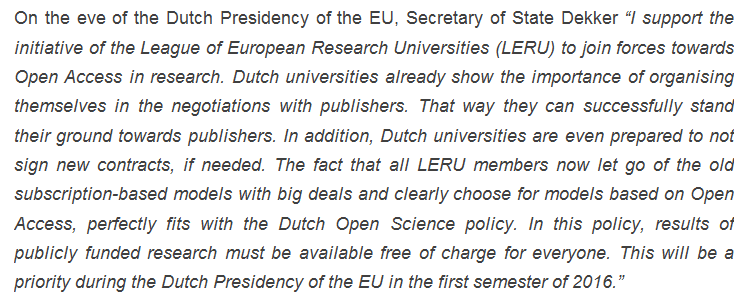 On the eve of the Dutch Presidency of the EU, Secretary of State Dekker “I support the
initiative of the League of European Research Universities (LERU) to join forces towards
Open Access in research. Dutch universities already show the importance of organising
themselves in the negotiations with publishers. That way they can successfully stand
their ground towards publishers. In addition, Dutch universities are even prepared to not
sign new contracts, if needed. The fact that all LERU members now let go of the old
subscription-based models with big deals and clearly choose for models based on Open
Access, perfectly fits with the Dutch Open Science policy. In this policy, results of
publicly funded research must be available free of charge for everyone. This will be a
priority during the Dutch Presidency of the EU in the first semester of 2016.”